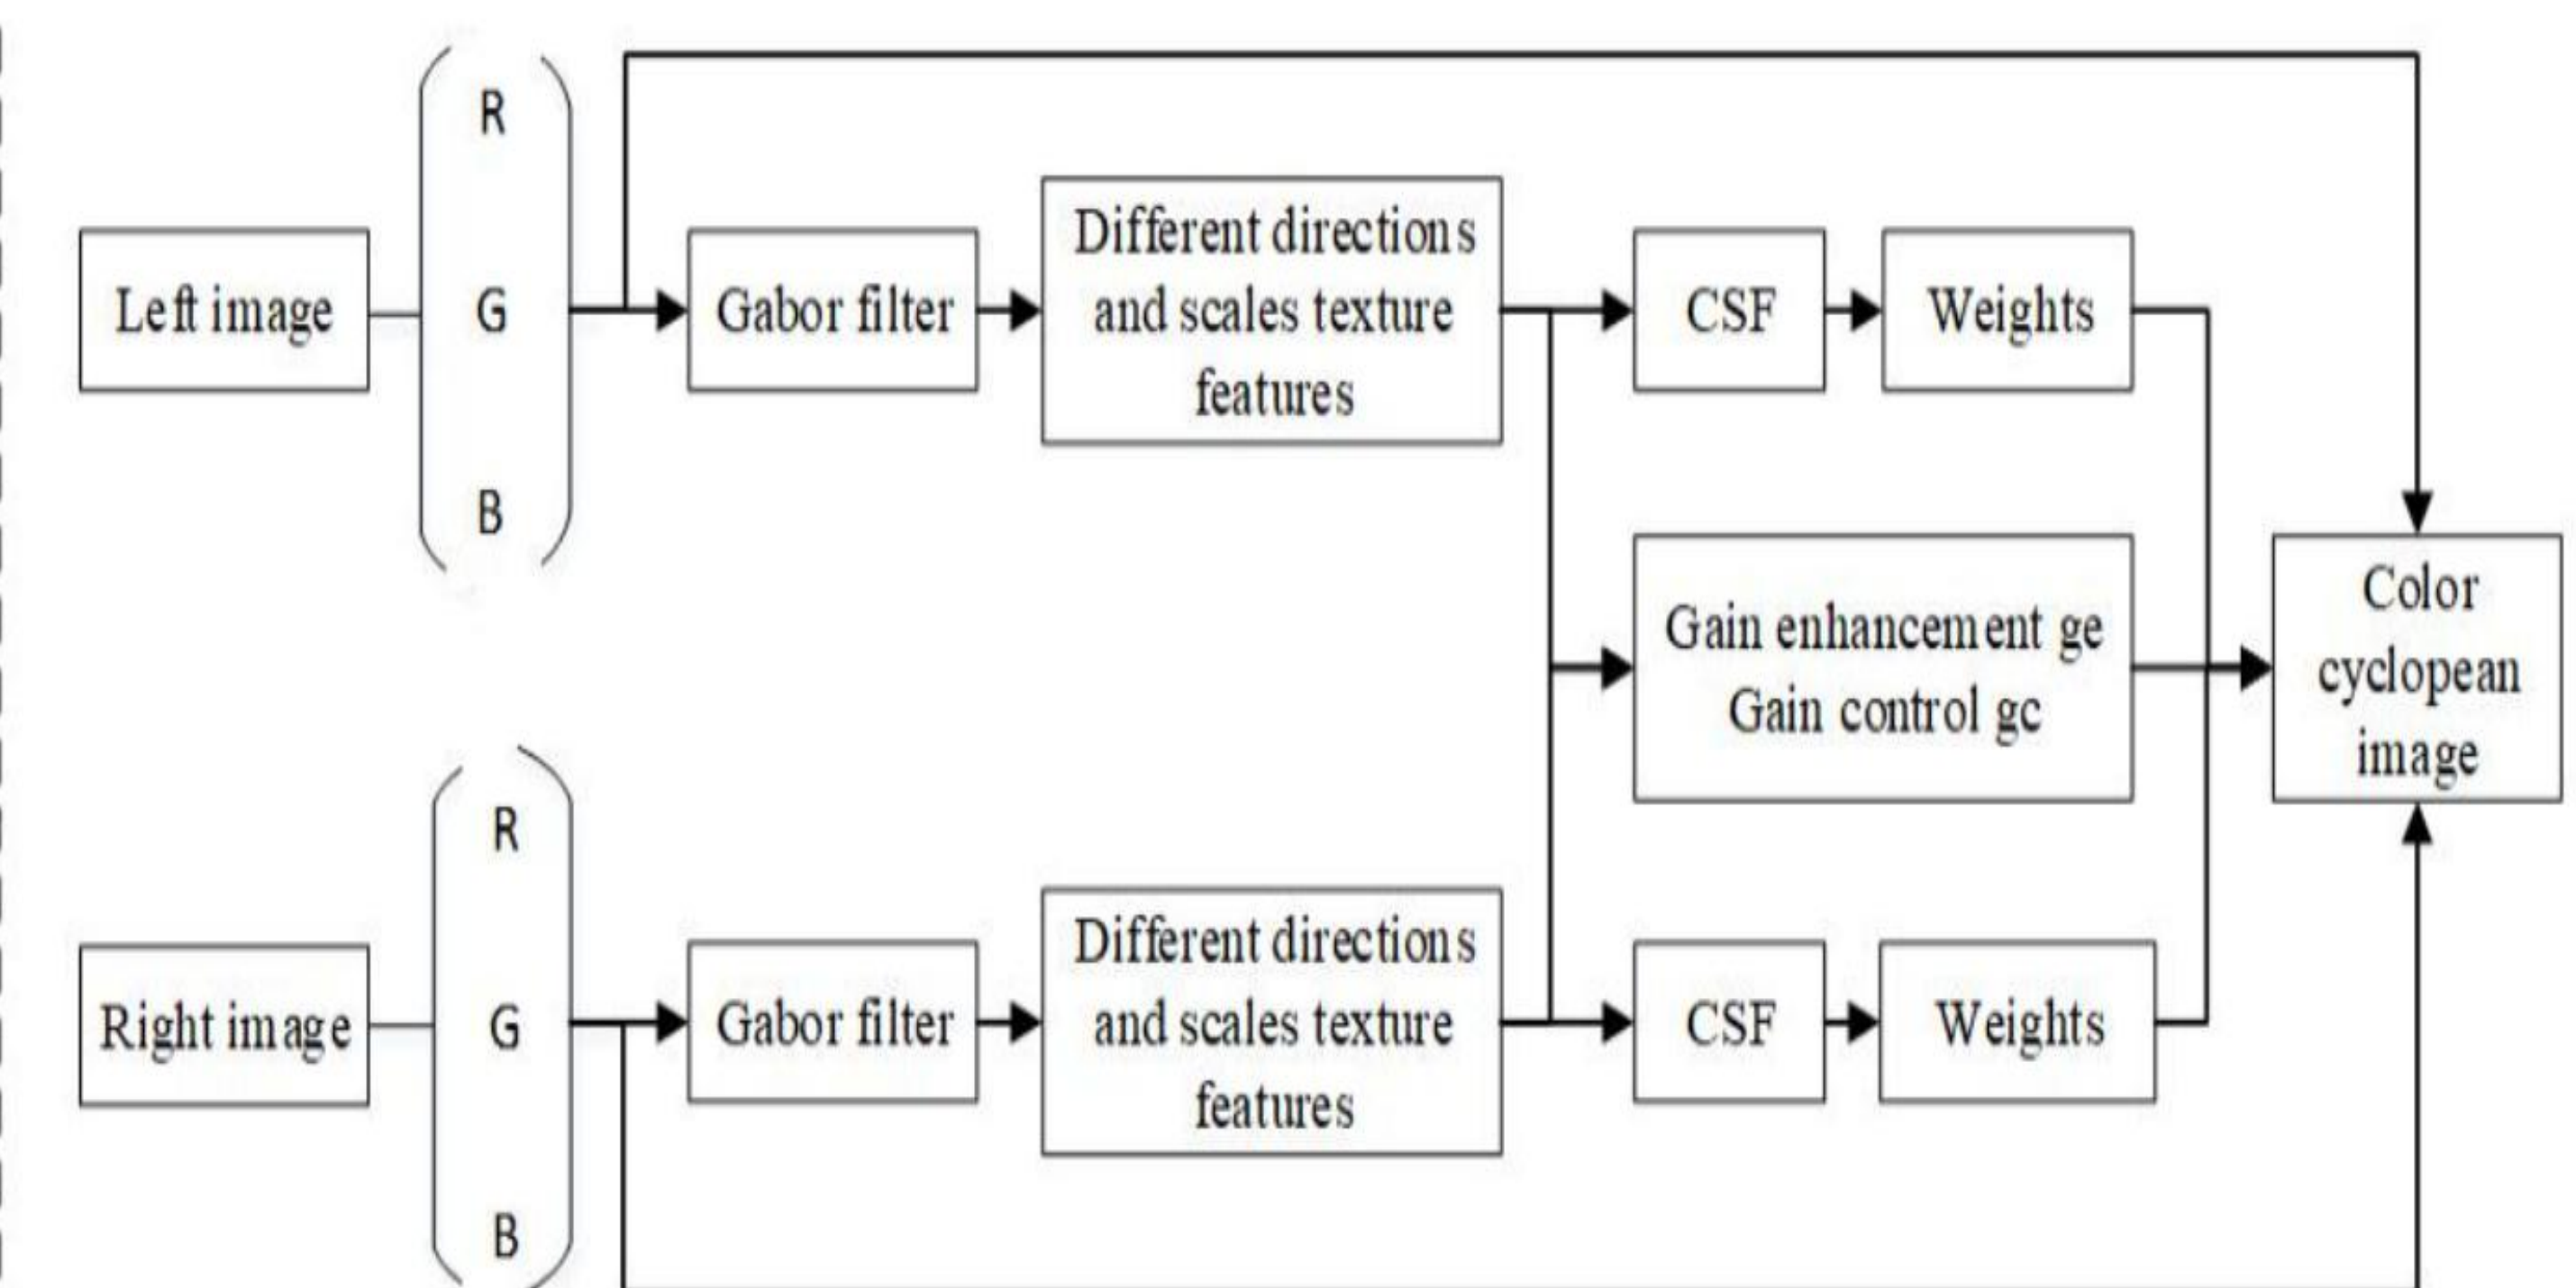 R
G
B
Left image
Gabor filter
Different directions
and scales texture
features
CSF
Weights
Gain enhancement ge
Gain control gc
Color
cyclopean
image
R
G
B
Right image
Gabor filter
Different directions
and scales texture
features
CSF
Weights